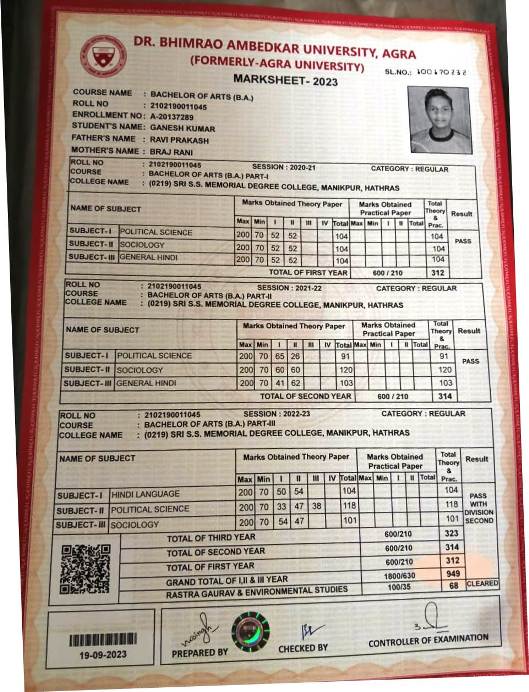 DR. BHIMRAO AMBEDKAR UNIVERSITY, AGRA
(FORMERLY-AGRA UNIVERSITY)
MARKSHEET- 2023
SL.NO.: 100170232
COURSE NAME : BACHELOR OF ARTS (B.A.)
ROLL NO : 2102190011045
ENROLLMENT NO : A-20137289
STUDENT'S NAME : GANESH KUMAR
FATHER'S NAME : RAVI PRAKASH
MOTHER'S NAME : BRAJ RANI
ROLL NO : 2102190011045 SESSION : 2020-21 CATEGORY : REGULAR
COURSE : BACHELOR OF ARTS (B.A.) PART-I
COLLEGE NAME : (0219) SRI S.S. MEMORIAL DEGREE COLLEGE, MANIKPUR, HATHRAS
NAME OF SUBJECT Marks Obtained Theory Paper Marks Obtained Practical Paper Total Theory & Prac. Result
Max Min I II III IV Total Max Min I II Total
SUBJECT- I POLITICAL SCIENCE 200 70 52 52 104 104
SUBJECT- II SOCIOLOGY 200 70 52 52 104 104 PASS
SUBJECT- III GENERAL HINDI 200 70 52 52 104 104
TOTAL OF FIRST YEAR 600 / 210 312
ROLL NO : 2102190011045 SESSION : 2021-22 CATEGORY : REGULAR
COURSE : BACHELOR OF ARTS (B.A.) PART-II
COLLEGE NAME : (0219) SRI S.S. MEMORIAL DEGREE COLLEGE, MANIKPUR, HATHRAS
NAME OF SUBJECT Marks Obtained Theory Paper Marks Obtained Practical Paper Total Theory & Prac. Result
Max Min I II III IV Total Max Min I II Total
SUBJECT- I POLITICAL SCIENCE 200 70 65 26 91 91
SUBJECT- II SOCIOLOGY 200 70 60 60 120 120 PASS
SUBJECT- III GENERAL HINDI 200 70 41 62 103 103
TOTAL OF SECOND YEAR 600 / 210 314
ROLL NO : 2102190011045 SESSION : 2022-23 CATEGORY : REGULAR
COURSE : BACHELOR OF ARTS (B.A.) PART-III
COLLEGE NAME : (0219) SRI S.S. MEMORIAL DEGREE COLLEGE, MANIKPUR, HATHRAS
NAME OF SUBJECT Marks Obtained Theory Paper Marks Obtained Practical Paper Total Theory & Prac. Result
Max Min I II III IV Total Max Min I II Total
SUBJECT- I HINDI LANGUAGE 200 70 50 54 104 104
SUBJECT- II POLITICAL SCIENCE 200 70 33 47 38 118 118
SUBJECT- III SOCIOLOGY 200 70 54 47 101 101
PASS WITH DIVISION SECOND
TOTAL OF THIRD YEAR 600/210 323
TOTAL OF SECOND YEAR 600/210 314
TOTAL OF FIRST YEAR 600/210 312
GRAND TOTAL OF I,II & III YEAR 1800/630 949
RASTRA GAURAV & ENVIRONMENTAL STUDIES 100/35 68 CLEARED
19-09-2023
PREPARED BY
CHECKED BY
CONTROLLER OF EXAMINATION